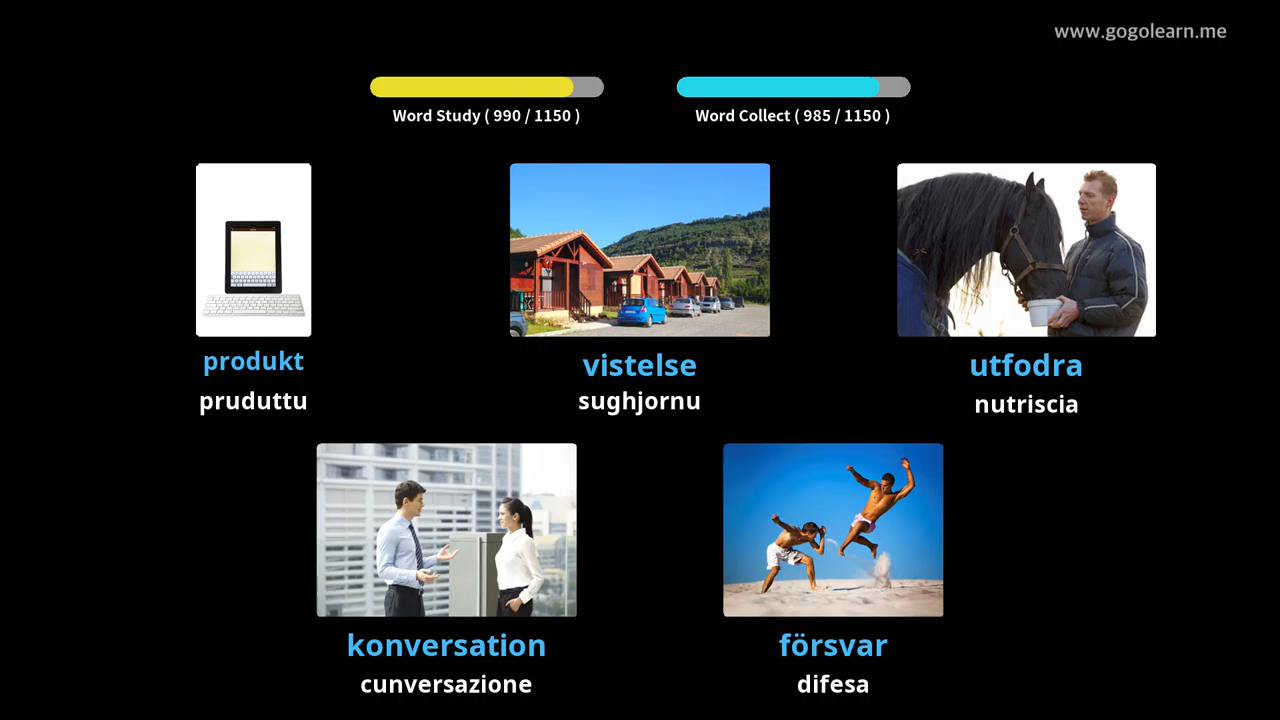 www.gogolearn.me
Word Study ( 990 / 1150 )
Word Collect ( 985 / 1150 )
produkt
pruduttu
vistelse
sughjornu
utfodra
nutriscia
konversation
cunversazione
försvar
difesa